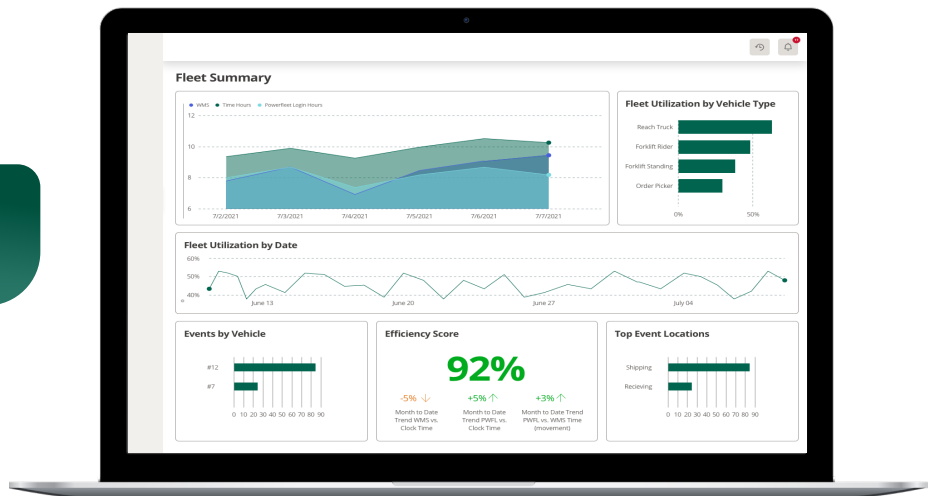 Fleet Summary
WMS Time Hours Powerfleet Login Hours
12
10
8
6
7/2/2021 7/3/2021 7/4/2021 7/5/2021 7/6/2021 7/7/2021
Fleet Utilization by Vehicle Type
Reach Truck
Forklift Rider
Forklift Standing
Order Picker
0% 50%
Fleet Utilization by Date
60%
50%
40%
June 13 June 20 June 27 July 04
Events by Vehicle
#12
#7
0 10 20 30 40 50 60 70 80 90
Efficiency Score
92%
-5% ↓ +5% ↑ +3% ↑
Month to Date Month to Date Month to Date Trend
Trend WMS vs. Trend PWFL vs. PWFL vs. WMS Time
Clock Time Clock Time (movement)
Top Event Locations
Shipping
Recieving
0 10 20 30 40 50 60 70 80 90